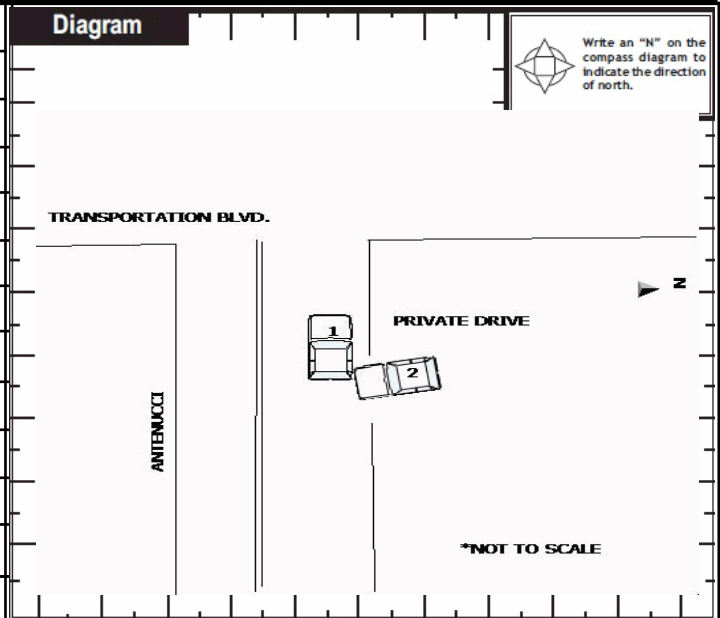 Diagram
Write an “N” on the
compass diagram to
indicate the direction
of north.
TRANSPORTATION BLVD.
N
PRIVATE DRIVE
1
2
ANTENUCCI
*NOT TO SCALE